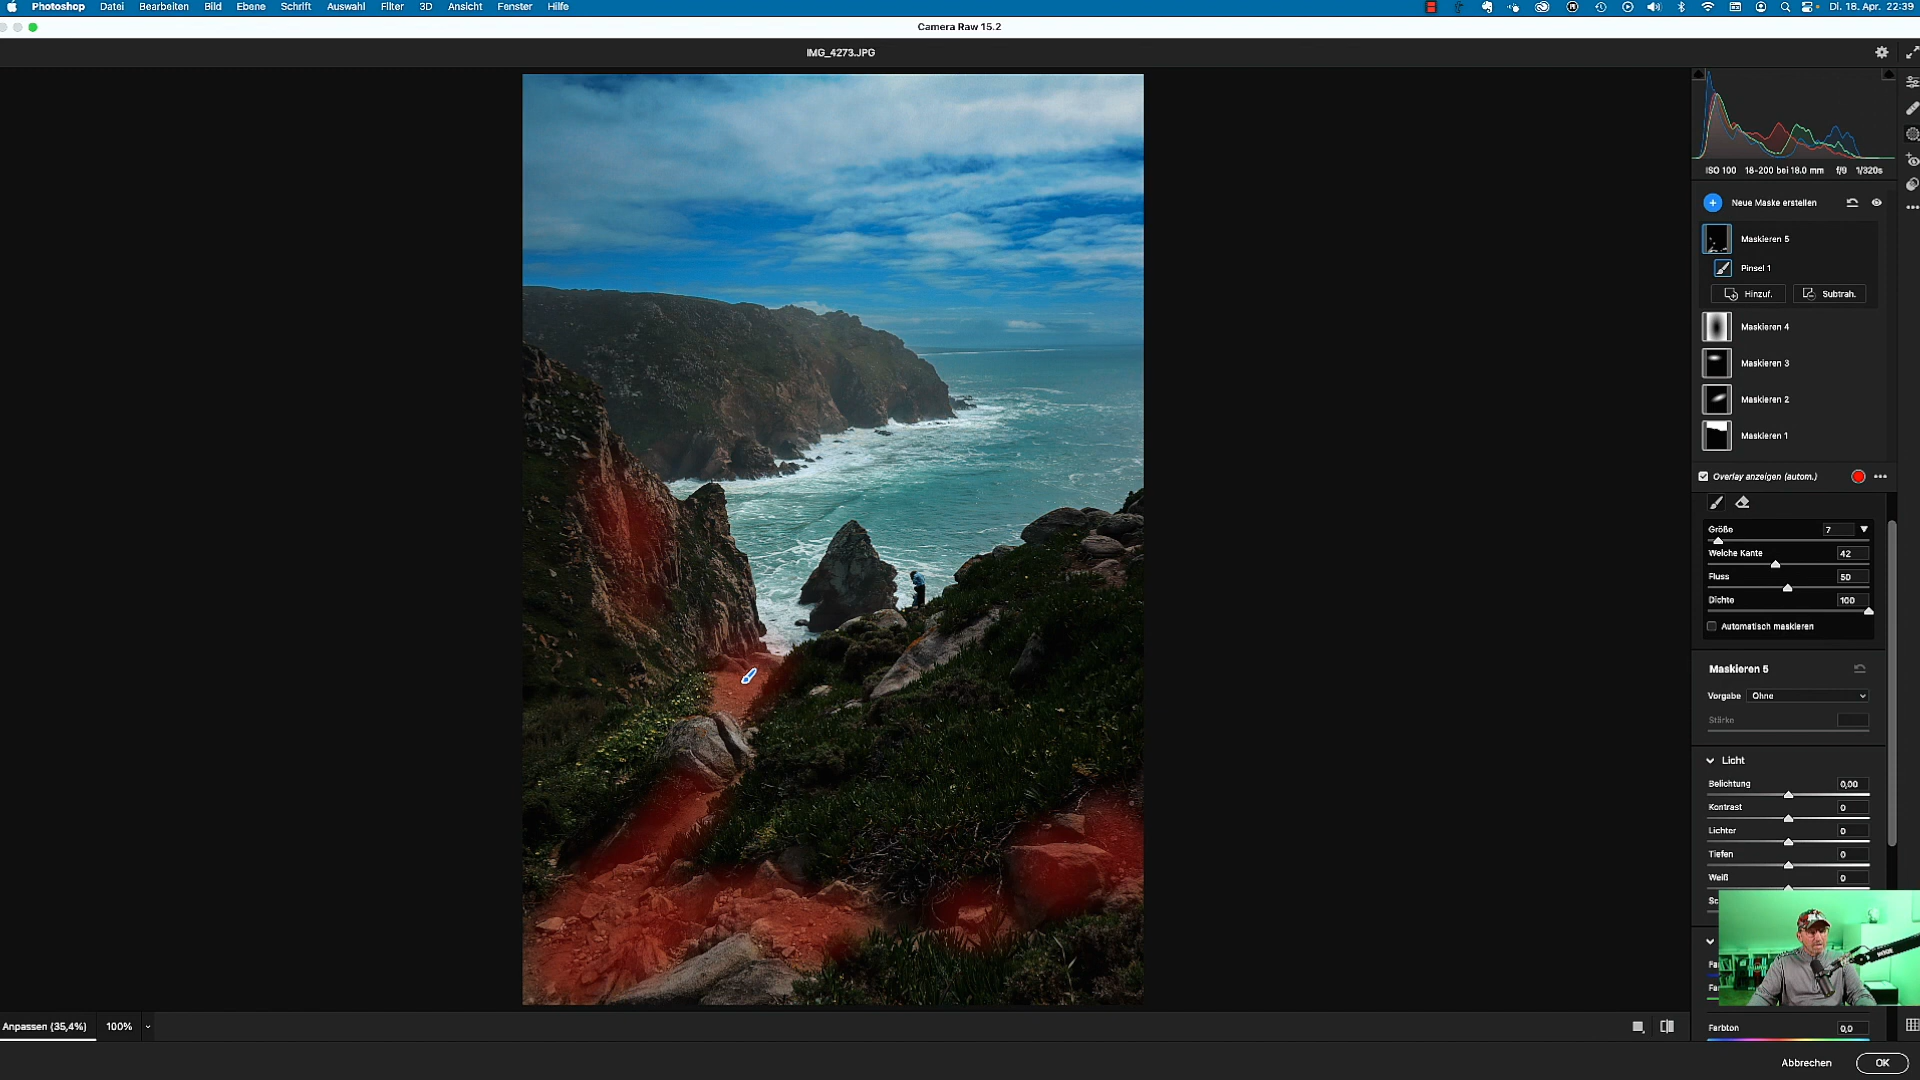 Photoshop Datei Bearbeiten Bild Ebene Schrift Auswahl Filter 3D Ansicht Fenster Hilfe Di. 18. Apr. 22:39
Camera Raw 15.2
IMG_4273.JPG
ISO 100 18-200 bei 18.0 mm f/9 1/320s
Neue Maske erstellen
Maskieren 5
Pinsel 1
Hinzuf. Subtrah.
Maskieren 4
Maskieren 3
Maskieren 2
Maskieren 1
Overlay anzeigen (autom.)
Größe 7
Weiche Kante 42
Fluss 50
Dichte 100
Automatisch maskieren
Maskieren 5
Vorgabe Ohne
Stärke
Licht
Belichtung 0,00
Kontrast 0
Lichter 0
Tiefen 0
Weiß 0
Sc
Fa
Fa
Anpassen (35,4%) 100%
Farbton 0,0
Abbrechen OK